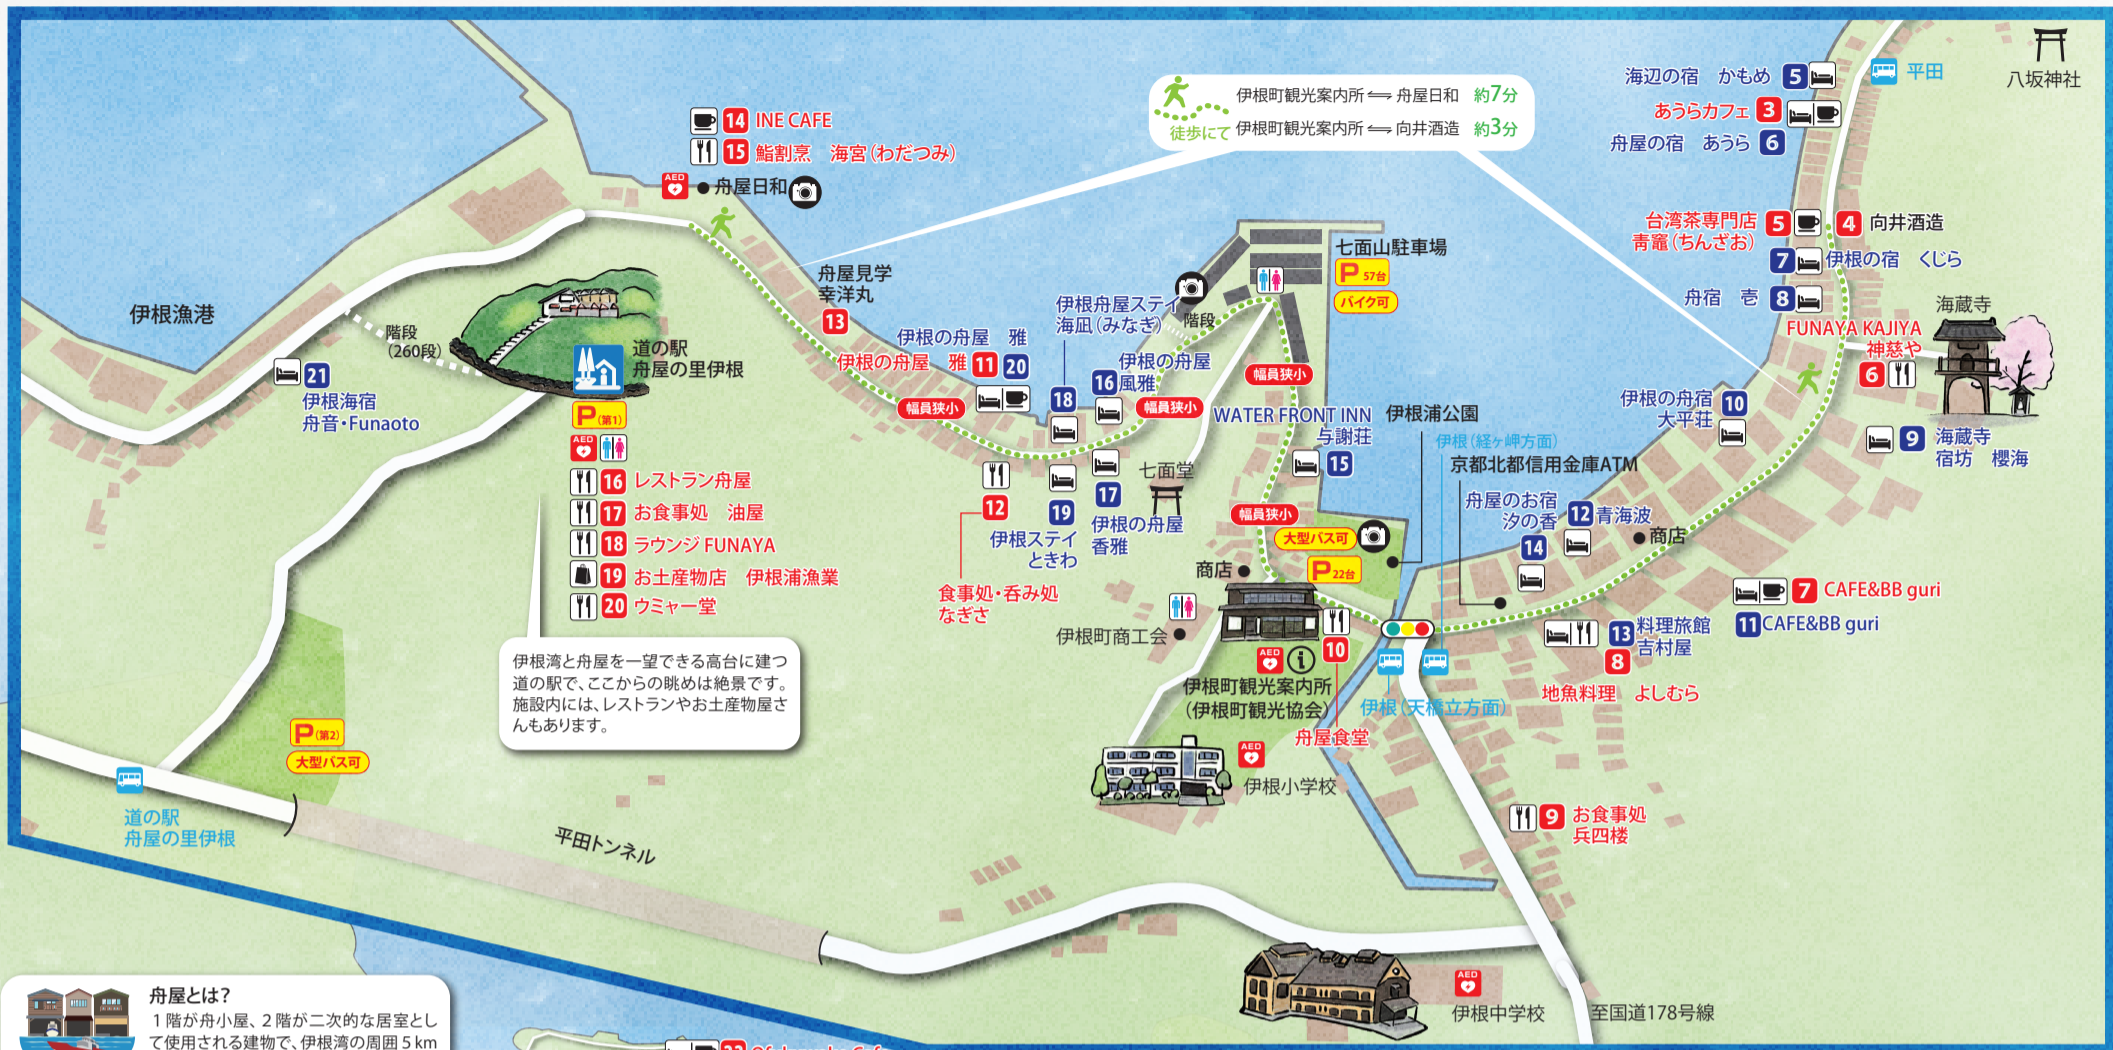 八坂神社
平田
海辺の宿　かもめ 5
あうらカフェ 3
舟屋の宿　あうら 6
伊根町観光案内所 ⇋ 舟屋日和　約7分
徒歩にて 伊根町観光案内所 ⇋ 向井酒造　約3分
14 INE CAFE
15 鮨割烹　海宮(わだつみ)
AED
舟屋日和
台湾茶専門店
青竈(ちんざお)
5
4 向井酒造
7 伊根の宿　くじら
舟宿　壱 8
FUNAYA KAJIYA
神慈や
6
海蔵寺
9 海蔵寺
宿坊　櫻海
伊根の舟宿
大平荘
10
七面山駐車場
P 57台
バイク可
舟屋見学
幸洋丸
13
伊根漁港
階段
(260段)
道の駅
舟屋の里伊根
P(第1)
AED
16 レストラン舟屋
17 お食事処　油屋
18 ラウンジ FUNAYA
19 お土産物店　伊根浦漁業
20 ウミャー堂
21
伊根海宿
舟音・Funaoto
伊根の舟屋　雅
伊根の舟屋　雅 11 20
幅員狭小
伊根舟屋ステイ
海凪(みなぎ)
18
階段
16 伊根の舟屋
風雅
幅員狭小
幅員狭小
WATER FRONT INN
与謝荘
15
伊根浦公園
伊根(経ヶ岬方面)
京都北都信用金庫ATM
舟屋のお宿
汐の香
14
12 青海波
商店
12
食事処・呑み処
なぎさ
19
伊根ステイ
ときわ
17
伊根の舟屋
香雅
七面堂
幅員狭小
大型バス可
P 22台
商店
伊根町商工会
AED
伊根町観光案内所
(伊根町観光協会)
10
舟屋食堂
伊根(天橋立方面)
7 CAFE&BB guri
11 CAFE&BB guri
13 料理旅館
吉村屋
8
地魚料理　よしむら
伊根湾と舟屋を一望できる高台に建つ
道の駅で、ここからの眺めは絶景です。
施設内には、レストランやお土産物屋さ
んもあります。
P(第2)
大型バス可
道の駅
舟屋の里伊根
平田トンネル
AED
伊根小学校
9 お食事処
兵四楼
AED
伊根中学校
至国道178号線
舟屋とは？
１階が舟小屋、２階が二次的な居室とし
て使用される建物で、伊根湾の周囲５km